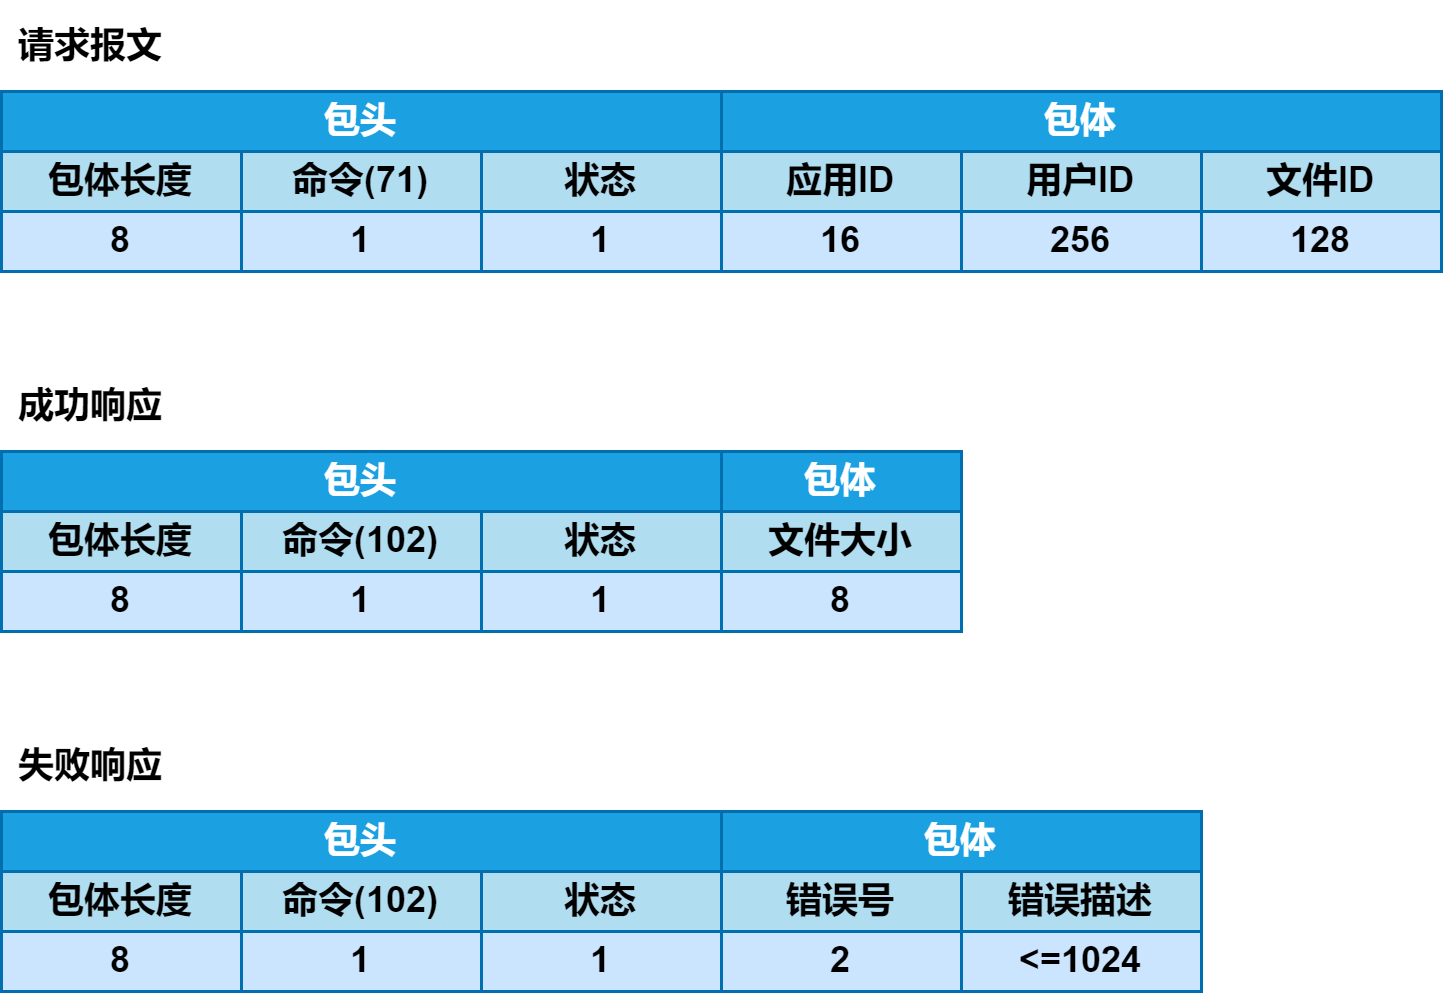 请求报文
包头 包体
包体长度 命令(71) 状态 应用ID 用户ID 文件ID
8 1 1 16 256 128
成功响应
包头 包体
包体长度 命令(102) 状态 文件大小
8 1 1 8
失败响应
包头 包体
包体长度 命令(102) 状态 错误号 错误描述
8 1 1 2 <=1024